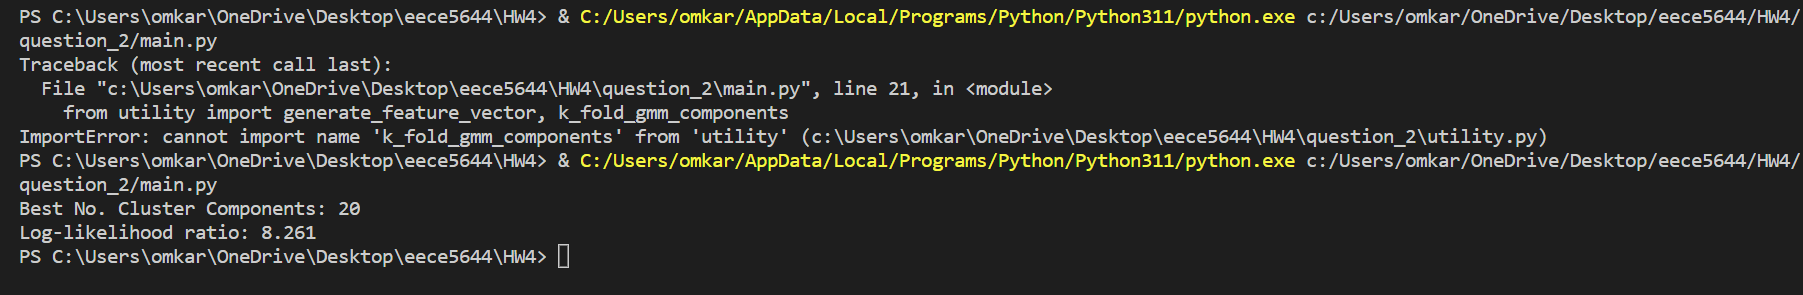 PS C:\Users\omkar\OneDrive\Desktop\eece5644\HW4> & C:/Users/omkar/AppData/Local/Programs/Python/Python311/python.exe c:/Users/omkar/OneDrive/Desktop/eece5644/HW4/
question_2/main.py
Traceback (most recent call last):
  File "c:\Users\omkar\OneDrive\Desktop\eece5644\HW4\question_2\main.py", line 21, in <module>
    from utility import generate_feature_vector, k_fold_gmm_components
ImportError: cannot import name 'k_fold_gmm_components' from 'utility' (c:\Users\omkar\OneDrive\Desktop\eece5644\HW4\question_2\utility.py)
PS C:\Users\omkar\OneDrive\Desktop\eece5644\HW4> & C:/Users/omkar/AppData/Local/Programs/Python/Python311/python.exe c:/Users/omkar/OneDrive/Desktop/eece5644/HW4/
question_2/main.py
Best No. Cluster Components: 20
Log-likelihood ratio: 8.261
PS C:\Users\omkar\OneDrive\Desktop\eece5644\HW4>